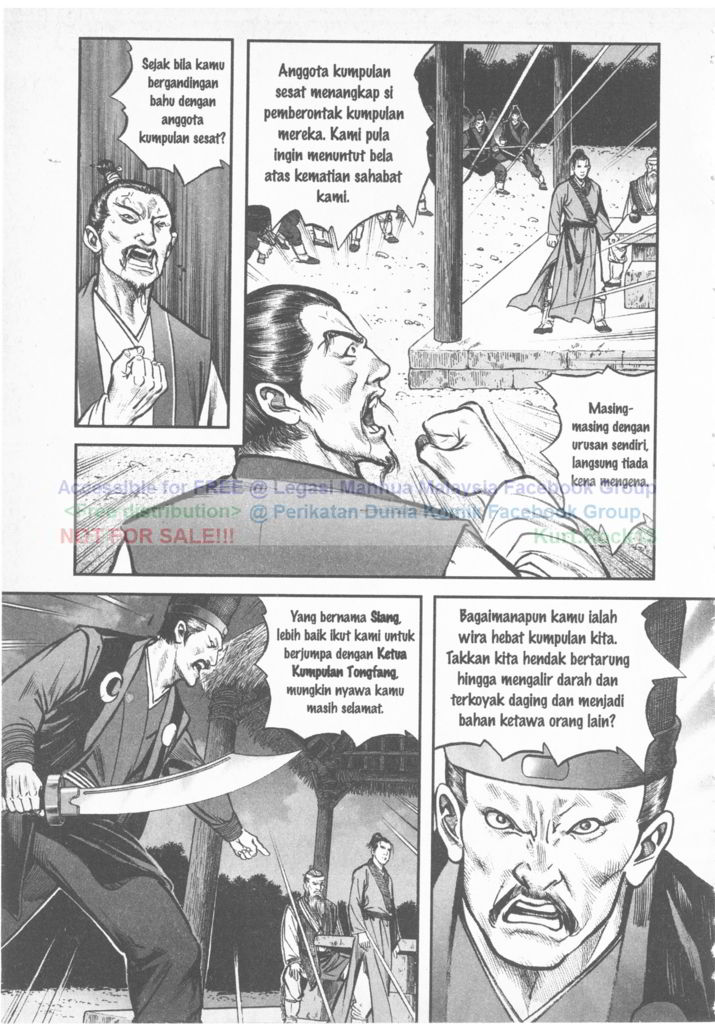 Sejak bila kamu
bergandingan
bahu dengan
anggota
kumpulan sesat?
Anggota kumpulan
sesat menangkap si
pemberontak kumpulan
mereka. Kami pula
ingin menuntut bela
atas kematian sahabat
kami.
Masing-
masing dengan
urusan sendiri,
langsung tiada
kena mengena.
Accessible for FREE @ Legasi Manhua Malaysia Facebook Group
<Free distribution> @ Perikatan Dunia Komik Facebook Group
NOT FOR SALE!!!
Yang bernama Siang,
lebih baik ikut kami untuk
berjumpa dengan Ketua
Kumpulan Tongfang,
mungkin nyawa kamu
masih selamat.
Bagaimanapun kamu ialah
wira hebat kumpulan kita.
Takkan kita hendak bertarung
hingga mengalir darah dan
terkoyak daging dan menjadi
bahan ketawa orang lain?